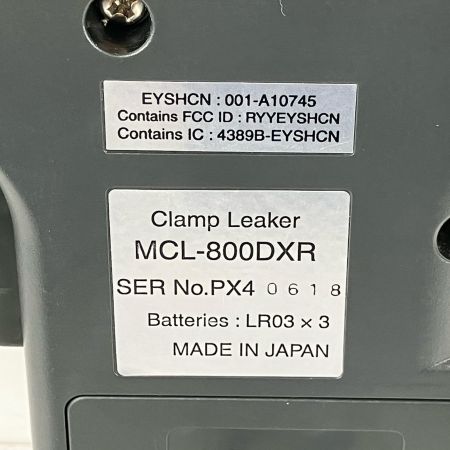 EYSHCN : 001-A10745
Contains FCC ID : RYYEYSHCN
Contains IC : 4389B-EYSHCN
Clamp Leaker
MCL-800DXR
SER No.PX4 0618
Batteries : LR03 × 3
MADE IN JAPAN